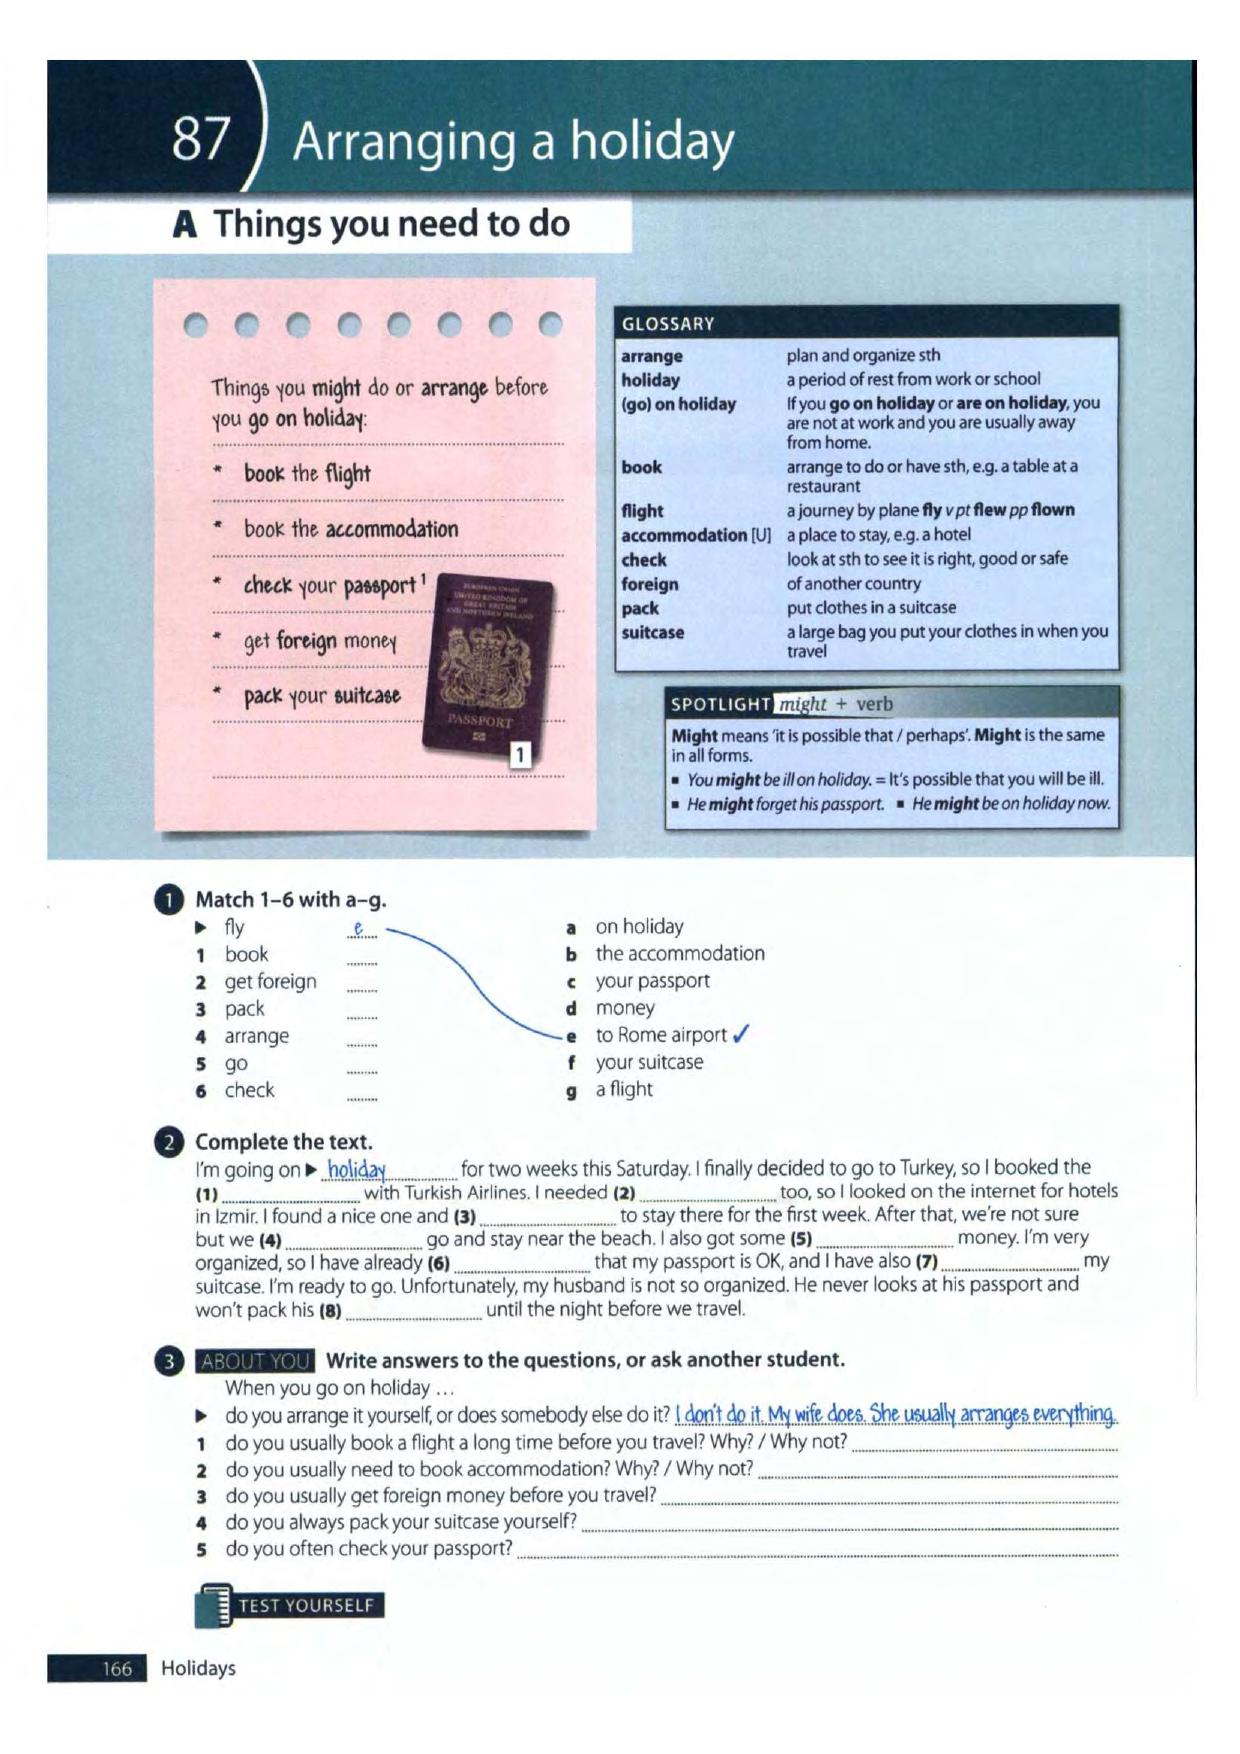 87 Arranging a holiday
A Things you need to do
Things you might do or arrange before
you go on holiday:
* book the flight
* book the accommodation
* check your passport 1
* get foreign money
* pack your suitcase
PASSPORT
1
GLOSSARY
arrange plan and organize sth
holiday a period of rest from work or school
(go) on holiday If you go on holiday or are on holiday, you
are not at work and you are usually away
from home.
book arrange to do or have sth, e.g. a table at a
restaurant
flight a journey by plane fly v pt flew pp flown
accommodation [U] a place to stay, e.g. a hotel
check look at sth to see it is right, good or safe
foreign of another country
pack put clothes in a suitcase
suitcase a large bag you put your clothes in when you
travel
SPOTLIGHT might + verb
Might means 'it is possible that / perhaps'. Might is the same
in all forms.
▪ You might be ill on holiday. = It's possible that you will be ill.
▪ He might forget his passport. ▪ He might be on holiday now.
1 Match 1–6 with a–g.
► fly e a on holiday
1 book ........ b the accommodation
2 get foreign ........ c your passport
3 pack ........ d money
4 arrange ........ e to Rome airport ✓
5 go ........ f your suitcase
6 check ........ g a flight
2 Complete the text.
I'm going on ► holiday for two weeks this Saturday. I finally decided to go to Turkey, so I booked the
(1) ........ with Turkish Airlines. I needed (2) ........ too, so I looked on the internet for hotels
in Izmir. I found a nice one and (3) ........ to stay there for the first week. After that, we're not sure
but we (4) ........ go and stay near the beach. I also got some (5) ........ money. I'm very
organized, so I have already (6) ........ that my passport is OK, and I have also (7) ........ my
suitcase. I'm ready to go. Unfortunately, my husband is not so organized. He never looks at his passport and
won't pack his (8) ........ until the night before we travel.
3 ABOUT YOU Write answers to the questions, or ask another student.
When you go on holiday ...
► do you arrange it yourself, or does somebody else do it? I don't do it. My wife does. She usually arranges everything.
1 do you usually book a flight a long time before you travel? Why? / Why not? ........
2 do you usually need to book accommodation? Why? / Why not? ........
3 do you usually get foreign money before you travel? ........
4 do you always pack your suitcase yourself? ........
5 do you often check your passport? ........
TEST YOURSELF
166 Holidays